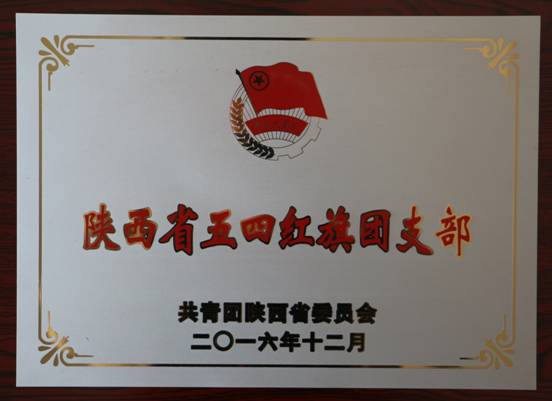 陕西省五四红旗团支部
共青团陕西省委员会
二〇一六年十二月